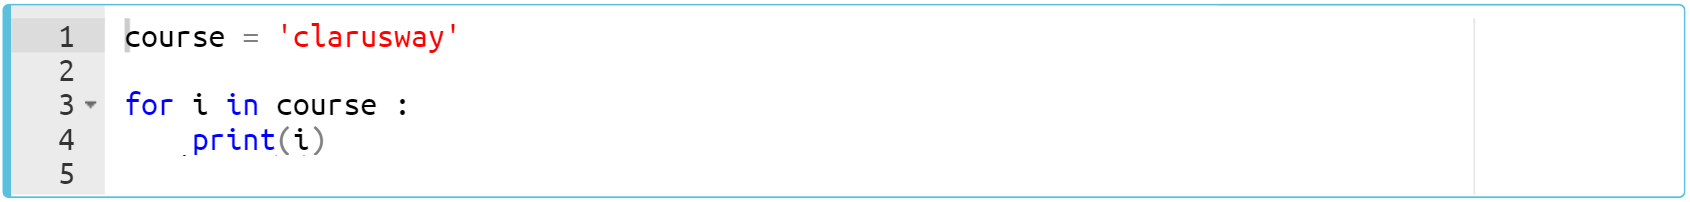 1 course = 'clarusway'
2
3 for i in course :
4     print(i)
5